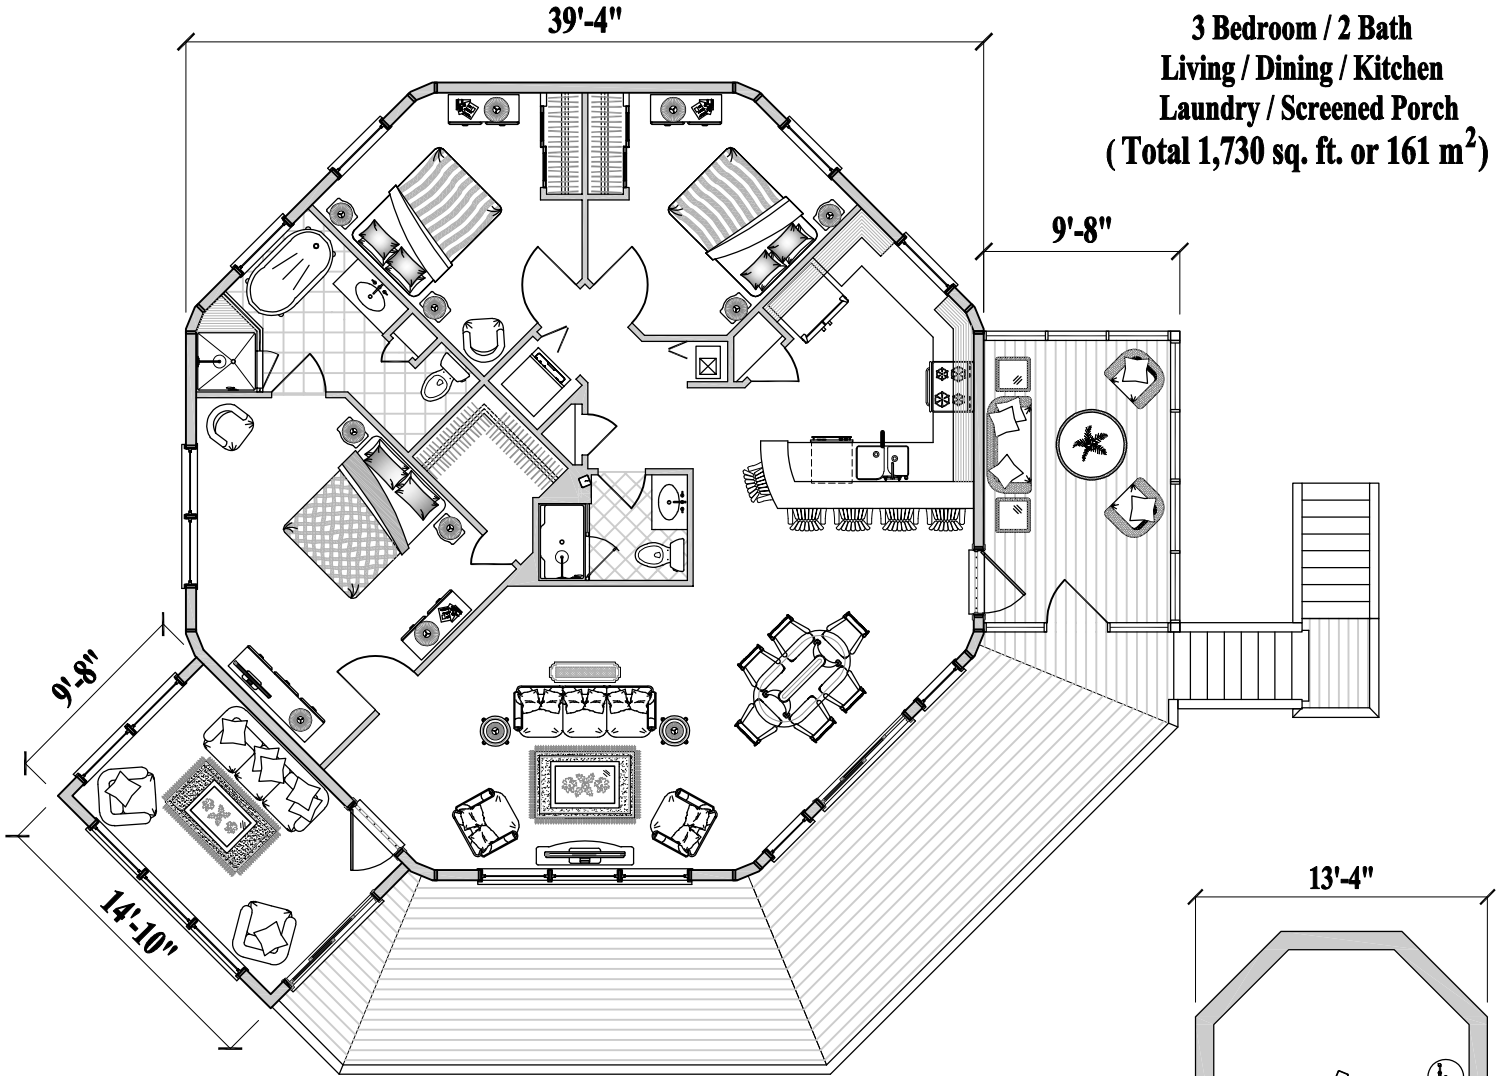 39'-4"
3 Bedroom / 2 Bath
Living / Dining / Kitchen
Laundry / Screened Porch
( Total 1,730 sq. ft. or 161 m²)
9'-8"
9'-8"
14'-10"
13'-4"